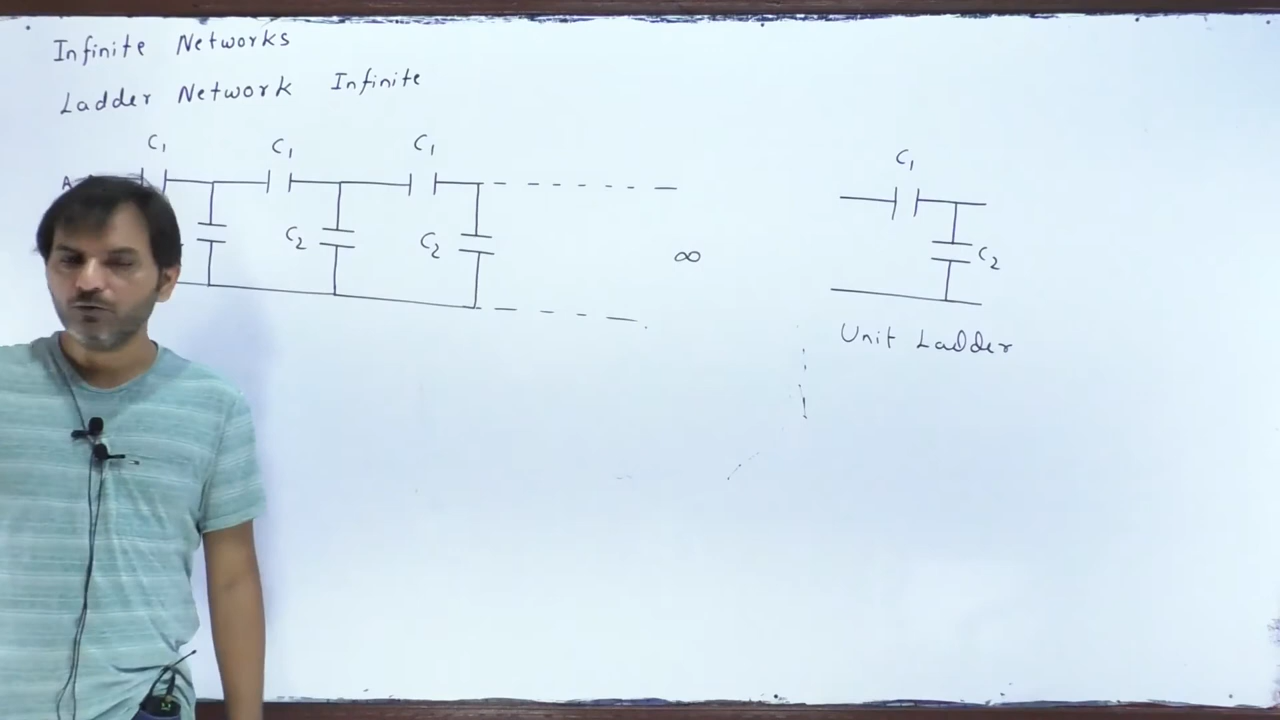 Infinite Networks
Ladder Network Infinite
C1 C1 C1 C1
A
C2 C2 C2
∞
Unit Ladder